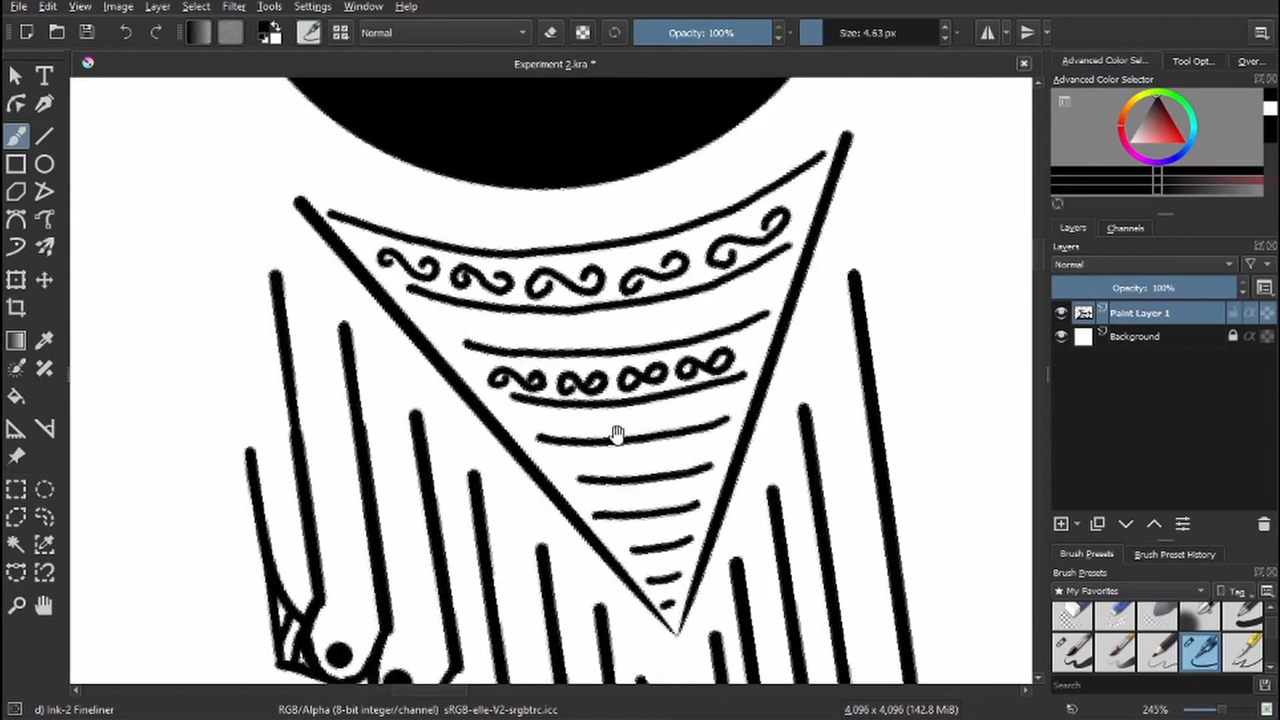 File Edit View Image Layer Select Filter Tools Settings Window Help
Normal Opacity: 100% Size: 4.63 px
Experiment 2.kra *
Advanced Color Sel... Tool Opt... Over...
Advanced Color Selector
Layers Channels
Layers
Normal
Opacity: 100%
Paint Layer 1
Background
Brush Presets Brush Preset History
Brush Presets
★ My Favorites Tag
Search
d) Ink-2 Fineliner RGB/Alpha (8-bit integer/channel) sRGB-elle-V2-srgbtrc.icc 4,096 x 4,096 (142.8 MiB) 245%